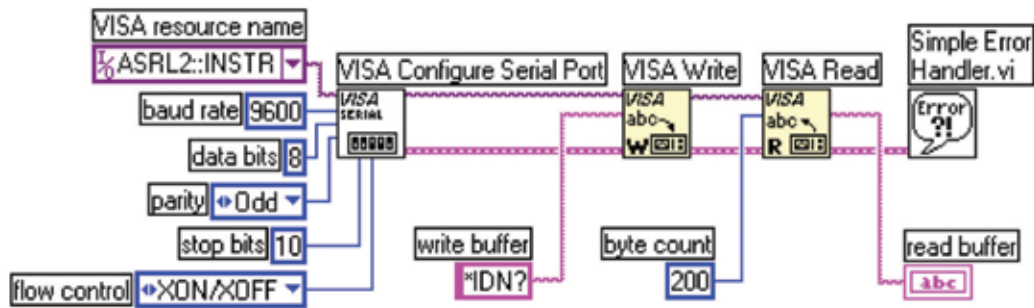 VISA resource name
I/O ASRL2::INSTR
baud rate 9600
data bits 8
parity Odd
stop bits 10
flow control XON/XOFF
VISA Configure Serial Port
VISA
SERIAL
VISA Write
VISA
abc
W
write buffer
*IDN?
VISA Read
VISA
abc
R
byte count
200
Simple Error
Handler.vi
Error
?!
read buffer
abc